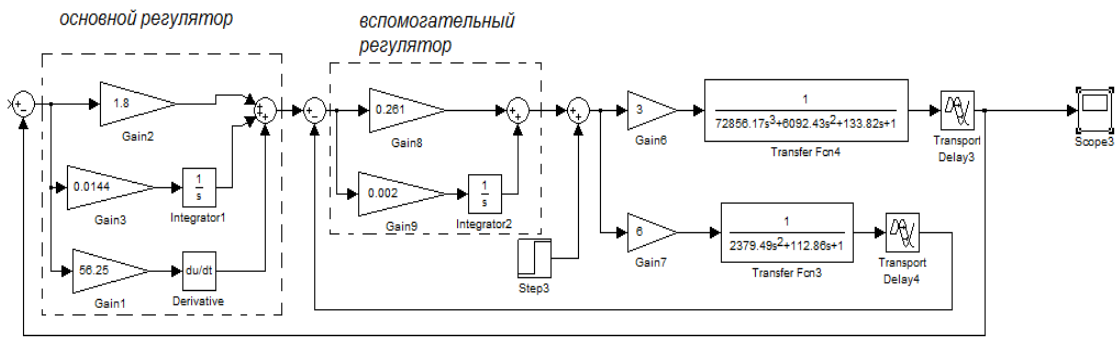 основной регулятор
вспомогательный
регулятор
1.8
Gain2
0.0144
Gain3
1
s
Integrator1
56.25
Gain1
du/dt
Derivative
0.261
Gain8
0.002
Gain9
1
s
Integrator2
Step3
3
Gain6
1
72856.17s3+6092.43s2+133.82s+1
Transfer Fcn4
Transport
Delay3
Scope3
6
Gain7
1
2379.49s2+112.86s+1
Transfer Fcn3
Transport
Delay4